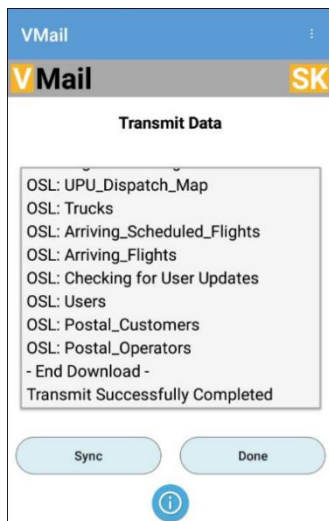 VMail
VMail SK
Transmit Data
OSL: UPU_Dispatch_Map
OSL: Trucks
OSL: Arriving_Scheduled_Flights
OSL: Arriving_Flights
OSL: Checking for User Updates
OSL: Users
OSL: Postal_Customers
OSL: Postal_Operators
- End Download -
Transmit Successfully Completed
Sync Done